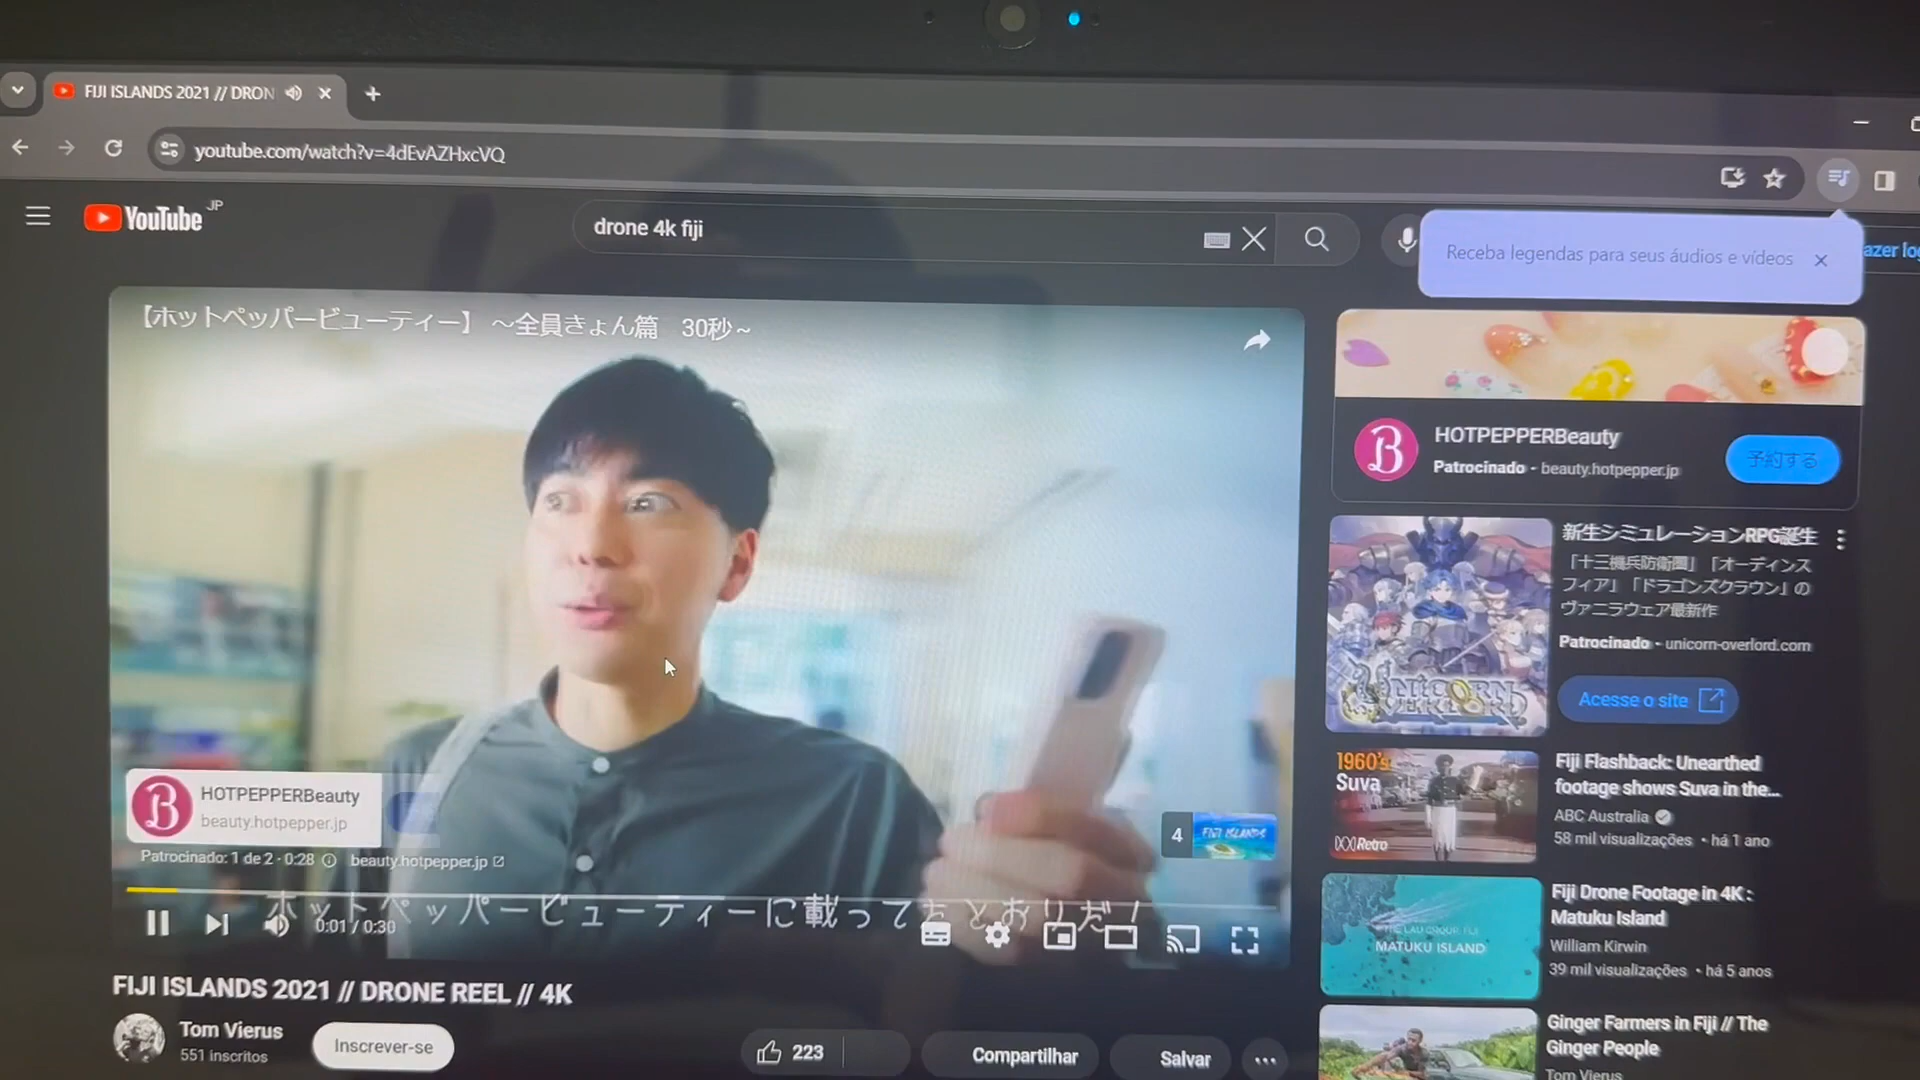 FIJI ISLANDS 2021 // DRON
youtube.com/watch?v=4dEvAZHxcVQ
YouTube JP
drone 4k fiji
Receba legendas para seus áudios e vídeos
azer log
【ホットペッパービューティー】 ～全員きょん篇　30秒～
HOTPEPPERBeauty
Patrocinado - beauty.hotpepper.jp
予約する
新生シミュレーションRPG誕生
「十三機兵防衛圏」「オーディンス
フィア」「ドラゴンズクラウン」の
ヴァニラウェア最新作
Patrocinado - unicorn-overlord.com
Acesse o site
UNICORN
OVERLORD
1960's
Suva
Retro
Fiji Flashback: Unearthed
footage shows Suva in the...
ABC Australia
58 mil visualizações • há 1 ano
MATUKU ISLAND
Fiji Drone Footage in 4K :
Matuku Island
William Kirwin
39 mil visualizações • há 5 anos
Ginger Farmers in Fiji // The
Ginger People
Tom Vierus
HOTPEPPERBeauty
beauty.hotpepper.jp
4
FIJI ISLANDS
Patrocinado: 1 de 2 · 0:28 beauty.hotpepper.jp
ホットペッパービューティーに載ってたとおりだ！
0:01 / 0:30
FIJI ISLANDS 2021 // DRONE REEL // 4K
Tom Vierus
551 inscritos
Inscrever-se
223
Compartilhar
Salvar